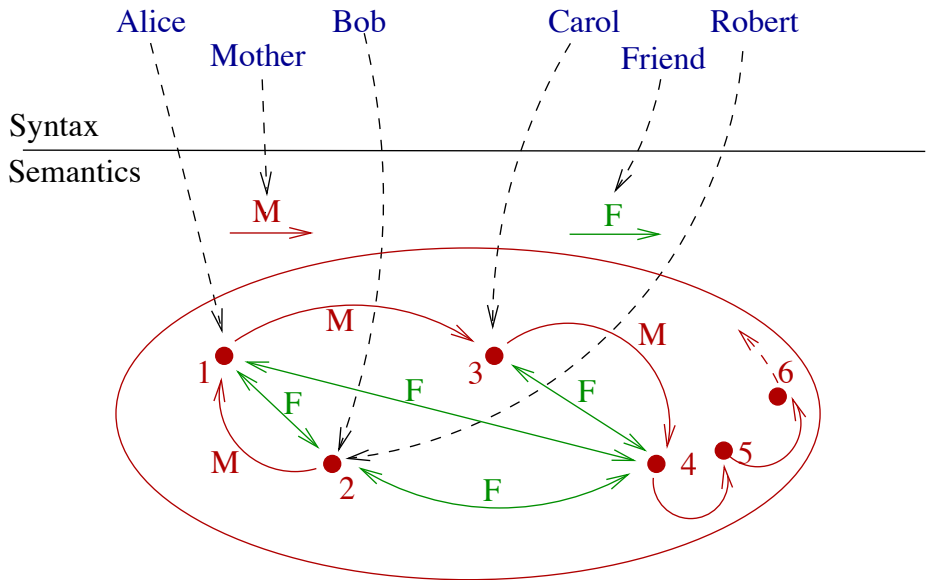 Alice Bob Carol Robert
Mother Friend
Syntax
Semantics
M F
M M
1 3 6
F F F
M 2 4 5
F